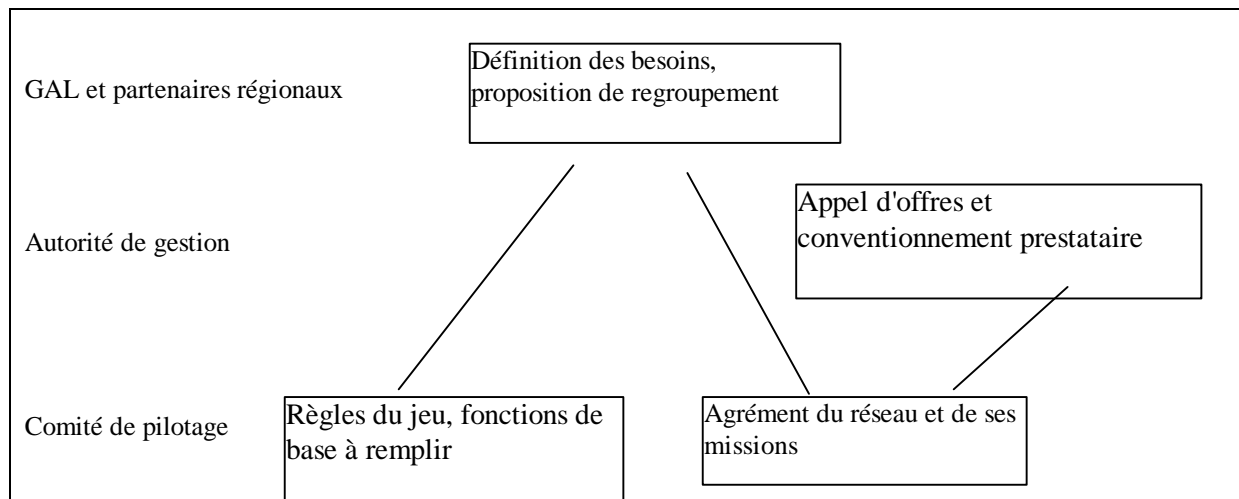 Définition des besoins,
proposition de regroupement
GAL et partenaires régionaux
Appel d'offres et
conventionnement prestataire
Autorité de gestion
Règles du jeu, fonctions de
base à remplir
Agrément du réseau et de ses
missions
Comité de pilotage